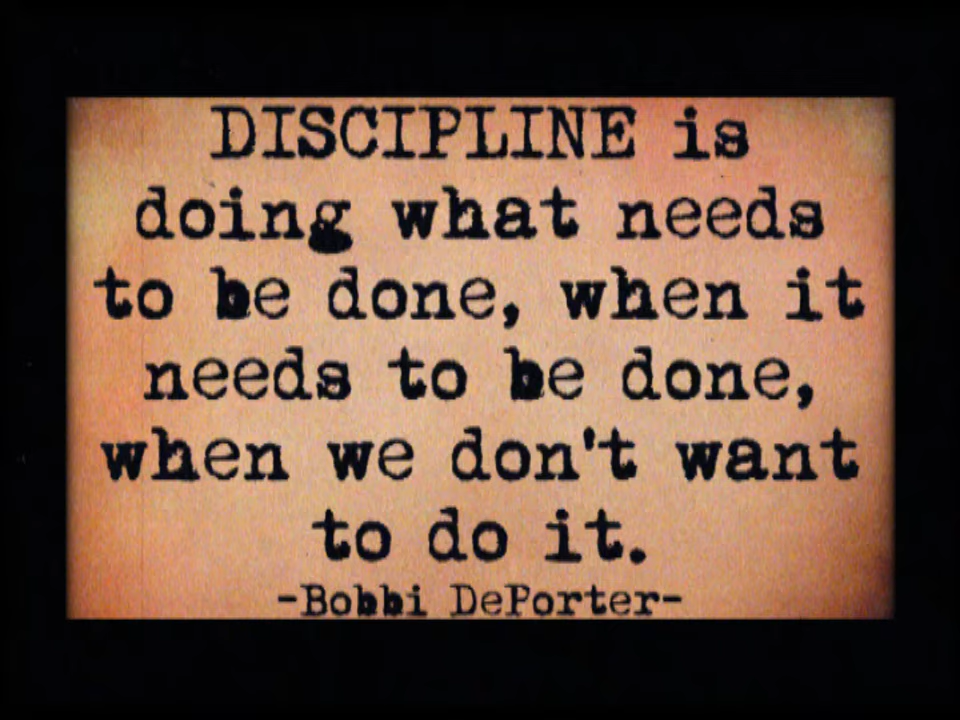 DISCIPLINE is
doing what needs
to be done, when it
needs to be done,
when we don't want
to do it.
-Bobbi DePorter-